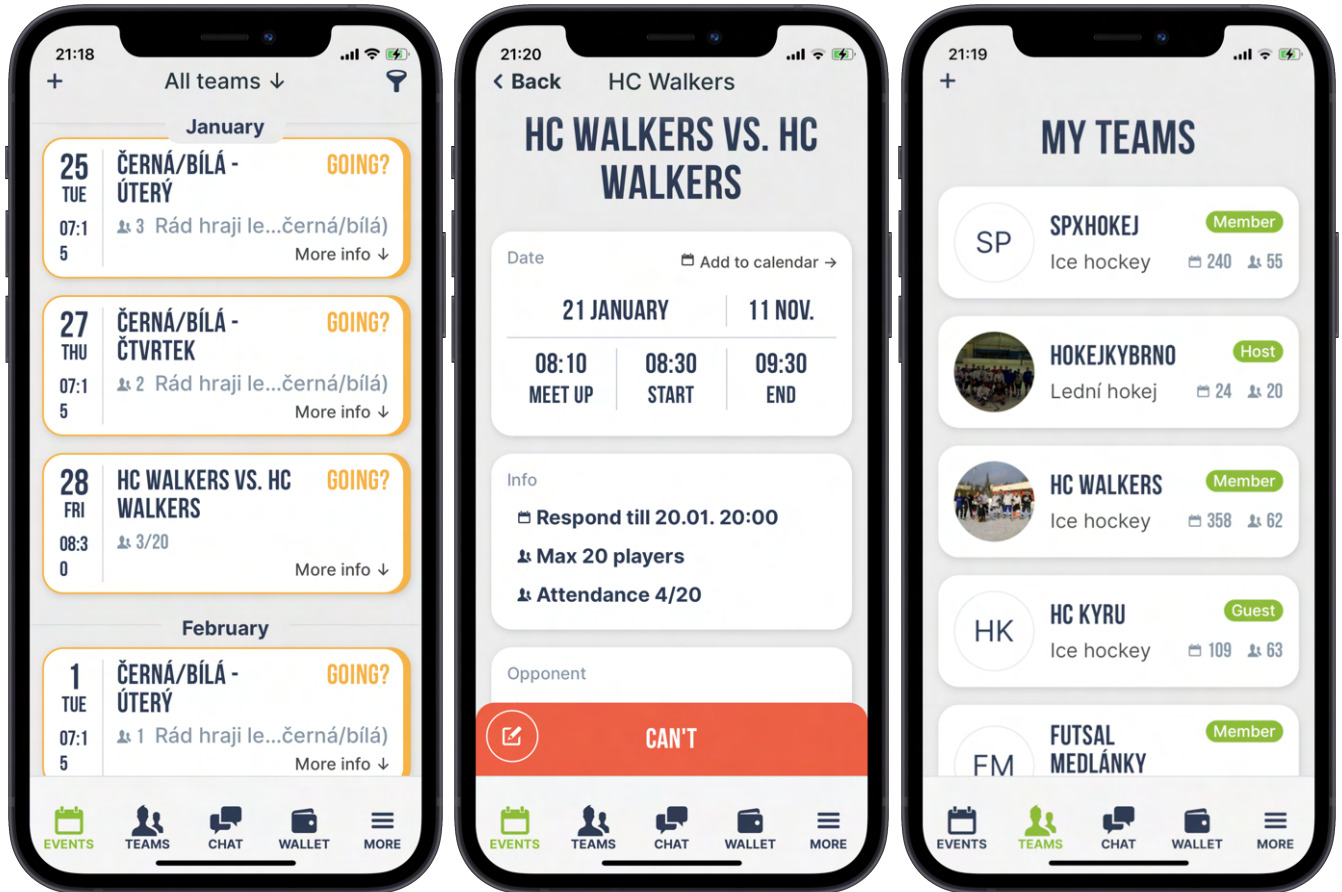 21:18
All teams ↓
January
25
TUE
07:1
5
ČERNÁ/BÍLÁ -
ÚTERÝ
GOING?
3 Rád hraji le...černá/bílá)
More info ↓
27
THU
07:1
5
ČERNÁ/BÍLÁ -
ČTVRTEK
GOING?
2 Rád hraji le...černá/bílá)
More info ↓
28
FRI
08:3
0
HC WALKERS VS. HC
WALKERS
GOING?
3/20
More info ↓
February
1
TUE
07:1
5
ČERNÁ/BÍLÁ -
ÚTERÝ
GOING?
1 Rád hraji le...černá/bílá)
More info ↓
EVENTS TEAMS CHAT WALLET MORE
21:20
Back HC Walkers
HC WALKERS VS. HC
WALKERS
Date Add to calendar →
21 JANUARY 11 NOV.
08:10 08:30 09:30
MEET UP START END
Info
Respond till 20.01. 20:00
Max 20 players
Attendance 4/20
Opponent
CAN'T
EVENTS TEAMS CHAT WALLET MORE
21:19
MY TEAMS
SP
SPXHOKEJ Member
Ice hockey 240 55
HOKEJKYBRNO Host
Lední hokej 24 20
HC WALKERS Member
Ice hockey 358 62
HK
HC KYRU Guest
Ice hockey 109 63
FM
FUTSAL Member
MEDLÁNKY
EVENTS TEAMS CHAT WALLET MORE